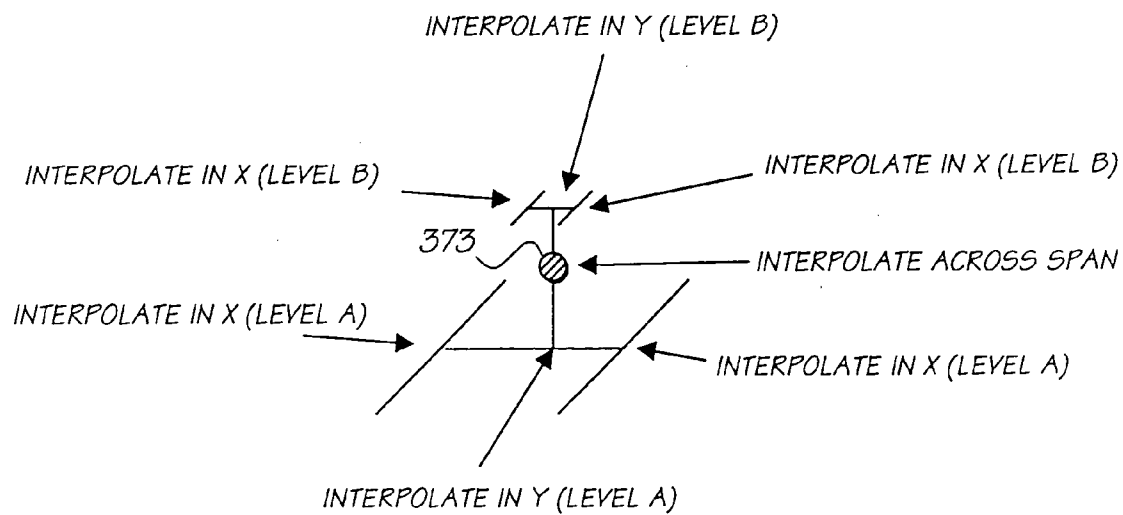 INTERPOLATE IN Y (LEVEL B)
INTERPOLATE IN X (LEVEL B)
INTERPOLATE IN X (LEVEL B)
373
INTERPOLATE ACROSS SPAN
INTERPOLATE IN X (LEVEL A)
INTERPOLATE IN X (LEVEL A)
INTERPOLATE IN Y (LEVEL A)